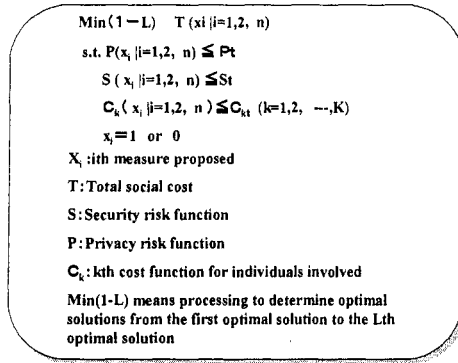 Min(1－L) T (xi |i=1,2, n)
s.t. P(xᵢ |i=1,2, n) ≦ Pt
S ( xᵢ |i=1,2, n) ≦St
Cₖ( xᵢ |i=1,2, n )≦Cₖₜ (k=1,2, ---,K)
xᵢ＝1 or 0
Xᵢ :ith measure proposed
T:Total social cost
S:Security risk function
P:Privacy risk function
Cₖ: kth cost function for individuals involved
Min(1-L) means processing to determine optimal
solutions from the first optimal solution to the Lth
optimal solution